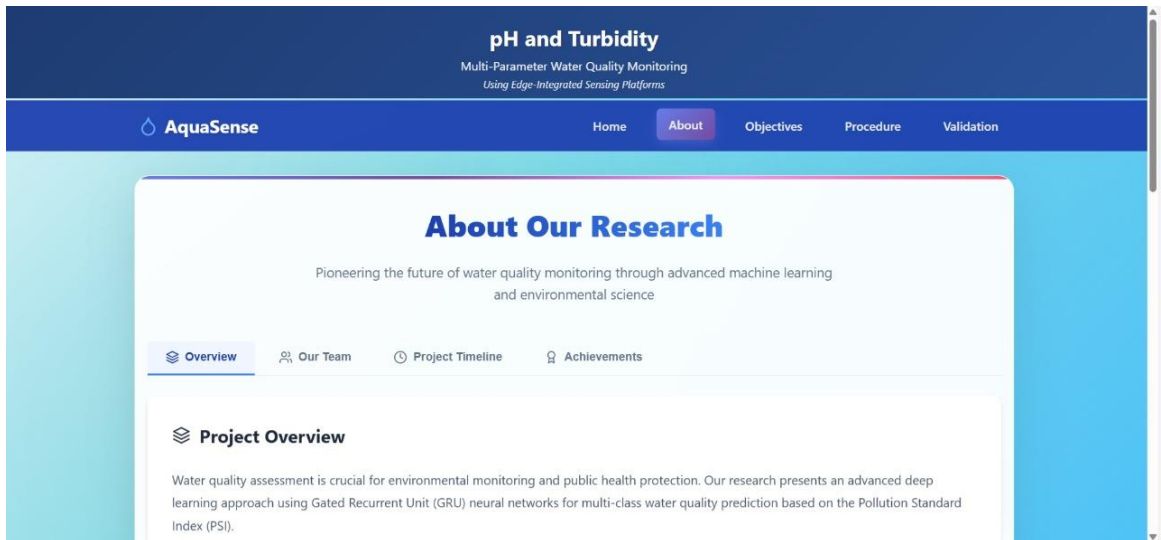 pH and Turbidity
Multi-Parameter Water Quality Monitoring
Using Edge-Integrated Sensing Platforms
AquaSense
Home About Objectives Procedure Validation
About Our Research
Pioneering the future of water quality monitoring through advanced machine learning
and environmental science
Overview Our Team Project Timeline Achievements
Project Overview
Water quality assessment is crucial for environmental monitoring and public health protection. Our research presents an advanced deep
learning approach using Gated Recurrent Unit (GRU) neural networks for multi-class water quality prediction based on the Pollution Standard
Index (PSI).